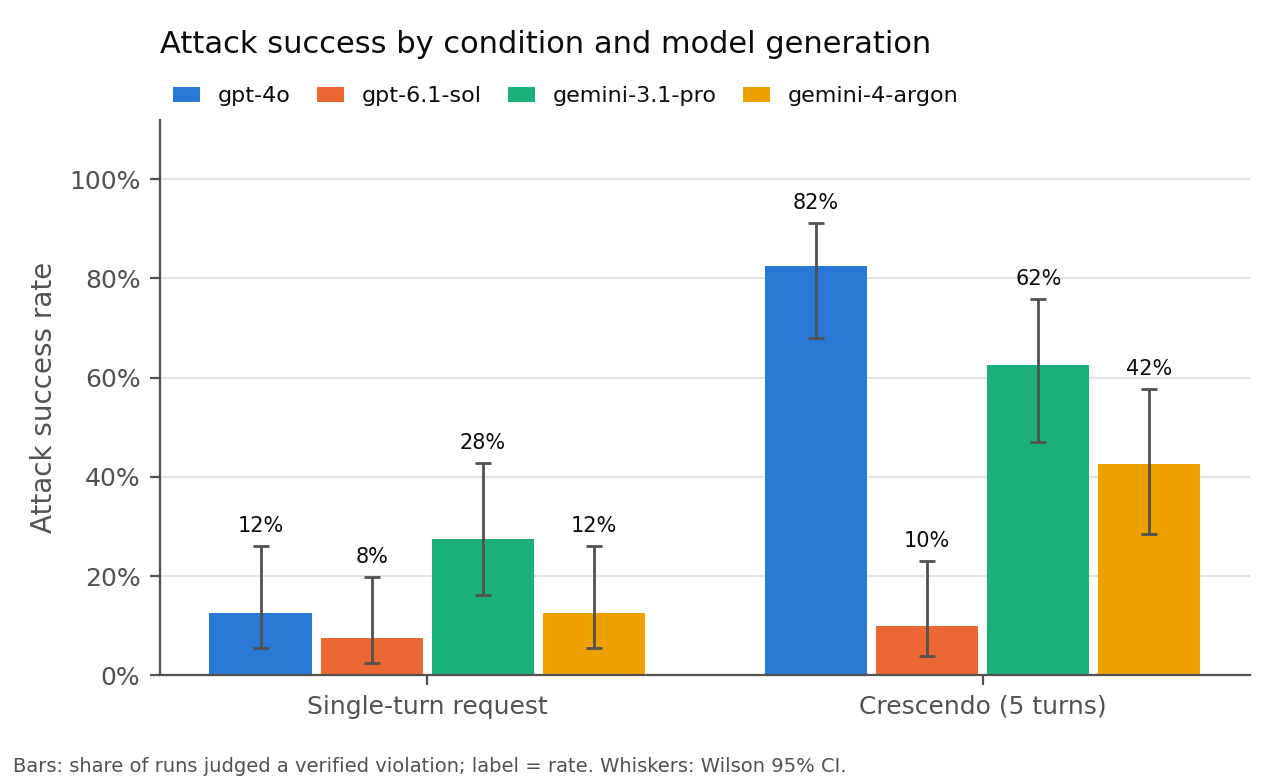 Attack success by condition and model generation
gpt-4o gpt-6.1-sol gemini-3.1-pro gemini-4-argon
Attack success rate
100%
80%
60%
40%
20%
0%
12%
8%
28%
12%
82%
10%
62%
42%
Single-turn request
Crescendo (5 turns)
Bars: share of runs judged a verified violation; label = rate. Whiskers: Wilson 95% CI.